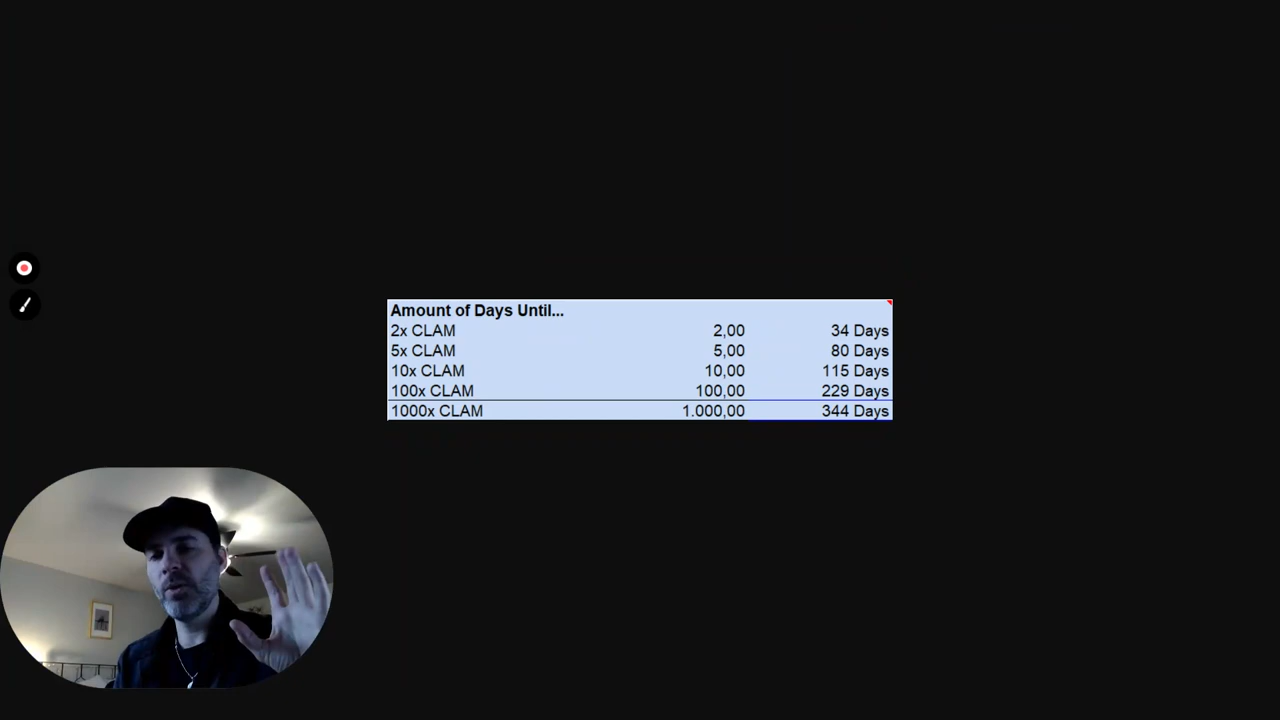 Amount of Days Until...
2x CLAM 2,00 34 Days
5x CLAM 5,00 80 Days
10x CLAM 10,00 115 Days
100x CLAM 100,00 229 Days
1000x CLAM 1.000,00 344 Days